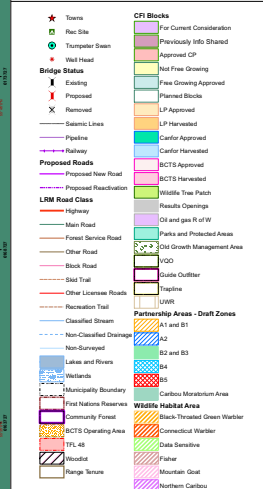 Towns
Rec Site
Trumpeter Swan
Well Head
Bridge Status
Existing
Proposed
Removed
Seismic Lines
Pipeline
Railway
Proposed Roads
Proposed New Road
Proposed Reactivation
LRM Road Class
Highway
Main Road
Forest Service Road
Other Road
Block Road
Skid Trail
Other Licensee Roads
Recreation Trail
Classified Stream
Non-Classified Drainage
Non-Surveyed
Lakes and Rivers
Wetlands
Municipality Boundary
First Nations Reserves
Community Forest
BCTS Operating Area
TFL 48
Woodlot
Range Tenure
CFI Blocks
For Current Consideration
Previously Info Shared
Approved CP
Not Free Growing
Free Growing Approved
Planned Blocks
LP Approved
LP Harvested
Canfor Approved
Canfor Harvested
BCTS Approved
BCTS Harvested
Wildlife Tree Patch
Results Openings
Oil and gas R of W
Parks and Protected Areas
Old Growth Management Area
VQO
Guide Outfitter
Trapline
UWR
Partnership Areas - Draft Zones
A1 and B1
A2
B2 and B3
B4
B5
Caribou Moratorium Area
Wildlife Habitat Area
Black-Throated Green Warbler
Connecticut Warbler
Data Sensitive
Fisher
Mountain Goat
Northern Caribou